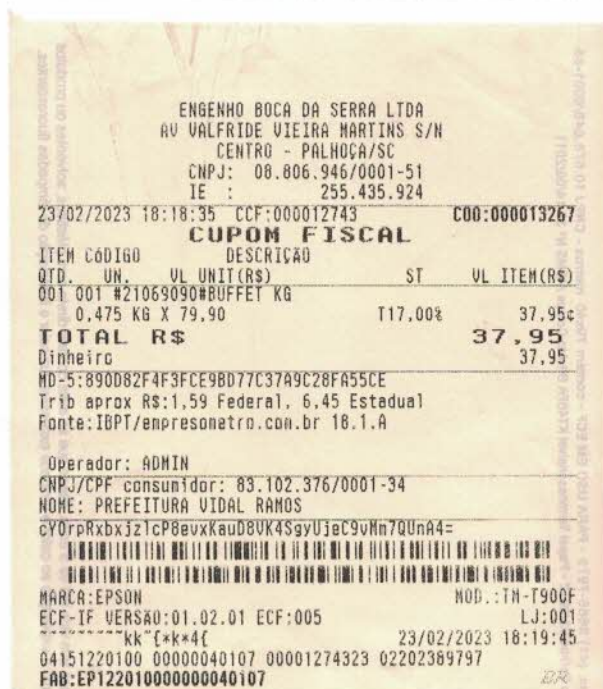 ENGENHO BOCA DA SERRA LTDA
AV VALFRIDE VIEIRA MARTINS S/N
CENTRO - PALHOÇA/SC
CNPJ: 08.806.946/0001-51
IE : 255.435.924
23/02/2023 18:18:35 CCF:000012743 COO:000013267
CUPOM FISCAL
ITEM CÓDIGO DESCRIÇÃO
QTD. UN. VL UNIT(R$) ST VL ITEM(R$)
001 001 #21069090#BUFFET KG
0,475 KG X 79,90 T17,00% 37,95¢
TOTAL R$ 37,95
Dinheiro 37,95
MD-5:890D82F4F3FCE9BD77C37A9C28FA55CE
Trib aprox R$:1,59 Federal, 6,45 Estadual
Fonte:IBPT/empresometro.com.br 18.1.A
Operador: ADMIN
CNPJ/CPF consumidor: 83.102.376/0001-34
NOME: PREFEITURA VIDAL RAMOS
cYOrpRxbxjzlcP8evxKauD8VK4SgyUjeC9vMm7QUnA4=
MARCA:EPSON MOD.:TM-T900F
ECF-IF VERSÃO:01.02.01 ECF:005 LJ:001
~~~~~~~~~kk"{*k*4{ 23/02/2023 18:19:45
04151220100 00000040107 00001274323 02202389797
FAB:EP122010000000040107 BR